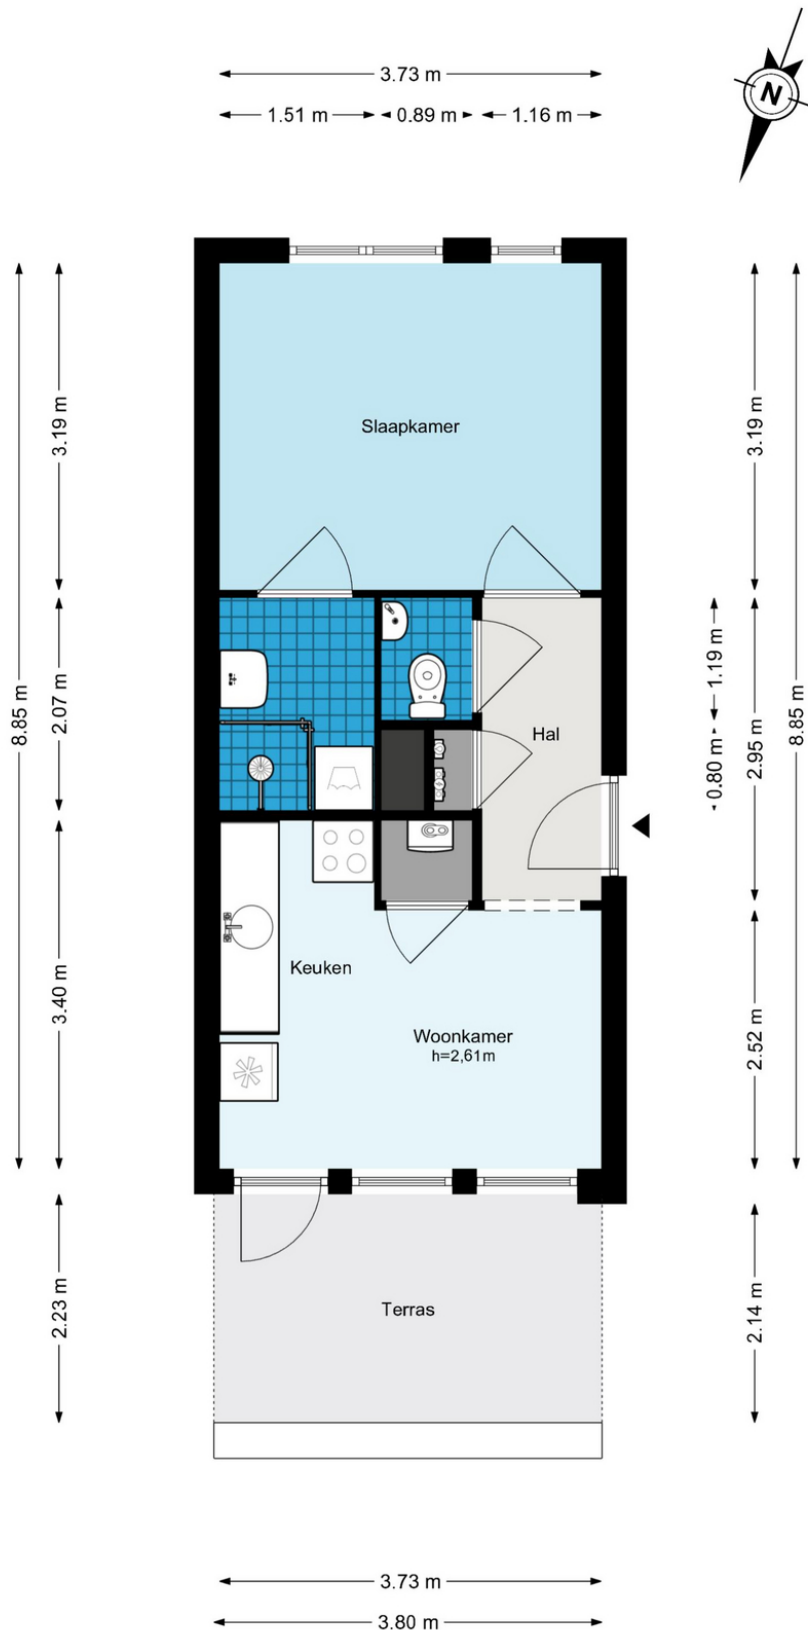 3.73 m
1.51 m
0.89 m
1.16 m
N
8.85 m
3.19 m
2.07 m
3.40 m
2.23 m
Slaapkamer
Hal
Keuken
Woonkamer
h=2,61m
Terras
1.19 m
0.80 m
3.19 m
2.95 m
2.52 m
2.14 m
8.85 m
3.73 m
3.80 m